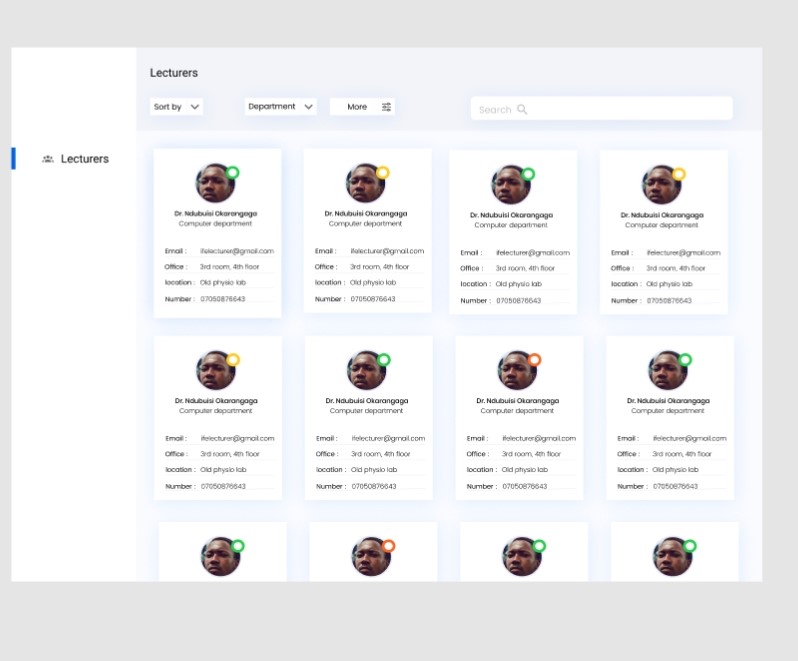 Lecturers
Sort by
Department
More
Search
Lecturers
Dr. Ndubuisi Okarangaga
Computer department
Email : ifelecturer@gmail.com
Office : 3rd room, 4th floor
location : Old physio lab
Number : 07050876643
Dr. Ndubuisi Okarangaga
Computer department
Email : ifelecturer@gmail.com
Office : 3rd room, 4th floor
location : Old physio lab
Number : 07050876643
Dr. Ndubuisi Okarangaga
Computer department
Email : ifelecturer@gmail.com
Office : 3rd room, 4th floor
location : Old physio lab
Number : 07050876643
Dr. Ndubuisi Okarangaga
Computer department
Email : ifelecturer@gmail.com
Office : 3rd room, 4th floor
location : Old physio lab
Number : 07050876643
Dr. Ndubuisi Okarangaga
Computer department
Email : ifelecturer@gmail.com
Office : 3rd room, 4th floor
location : Old physio lab
Number : 07050876643
Dr. Ndubuisi Okarangaga
Computer department
Email : ifelecturer@gmail.com
Office : 3rd room, 4th floor
location : Old physio lab
Number : 07050876643
Dr. Ndubuisi Okarangaga
Computer department
Email : ifelecturer@gmail.com
Office : 3rd room, 4th floor
location : Old physio lab
Number : 07050876643
Dr. Ndubuisi Okarangaga
Computer department
Email : ifelecturer@gmail.com
Office : 3rd room, 4th floor
location : Old physio lab
Number : 07050876643